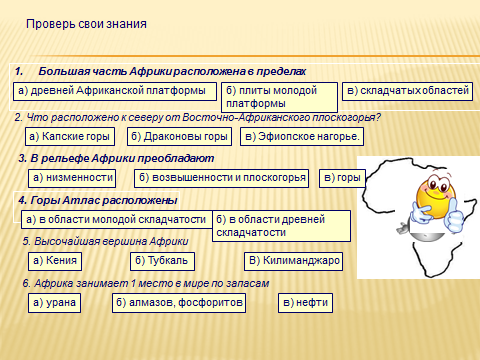 Проверь свои знания
1. Большая часть Африки расположена в пределах
а) древней Африканской платформы
б) плиты молодой
платформы
в) складчатых областей
2. Что расположено к северу от Восточно-Африканского плоскогорья?
а) Капские горы
б) Драконовы горы
в) Эфиопское нагорье.
3. В рельефе Африки преобладают
а) низменности
б) возвышенности и плоскогорья
в) горы
4. Горы Атлас расположены
а) в области молодой складчатости
б) в области древней
складчатости
5. Высочайшая вершина Африки
а) Кения
б) Тубкаль
В) Килиманджаро
6. Африка занимает 1 место в мире по запасам
а) урана
б) алмазов, фосфоритов
в) нефти